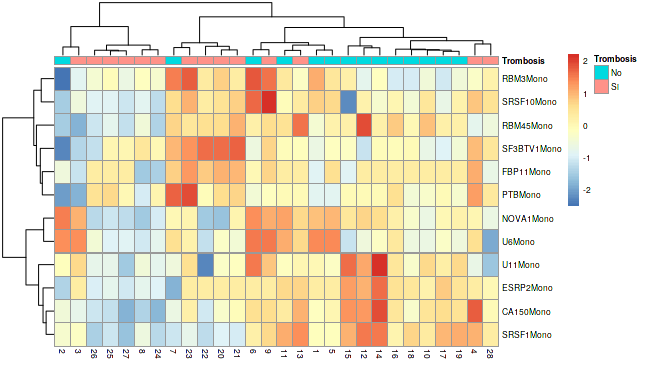 Trombosis
RBM3Mono
SRSF10Mono
RBM45Mono
SF3BTV1Mono
FBP11Mono
PTBMono
NOVA1Mono
U6Mono
U11Mono
ESRP2Mono
CA150Mono
SRSF1Mono
2 3 26 25 27 8 24 7 23 22 20 21 6 9 11 13 1 5 15 12 14 16 18 10 17 19 4 28
2
1
0
-1
-2
Trombosis
No
SI